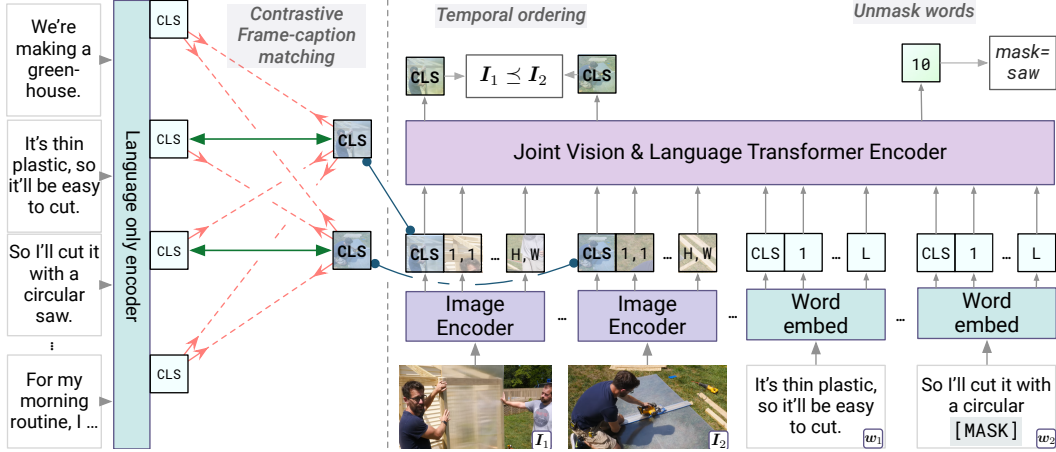 We're
making a
green-
house.
It's thin
plastic, so
it'll be easy
to cut.
So I'll cut it
with a
circular
saw.
...
For my
morning
routine, I ...
Language only encoder
CLS
CLS
CLS
CLS
Contrastive
Frame-caption
matching
CLS
CLS
Temporal ordering
Unmask words
CLS
I₁ ⪯ I₂
CLS
10
mask=
saw
Joint Vision & Language Transformer Encoder
CLS 1,1 ... H,W
CLS 1,1 ... H,W
CLS 1 ... L
CLS 1 ... L
Image
Encoder
...
Image
Encoder
...
Word
embed
...
Word
embed
I₁
I₂
It's thin plastic,
so it'll be easy
to cut.
w₁
So I'll cut it with
a circular
[MASK]
w₂